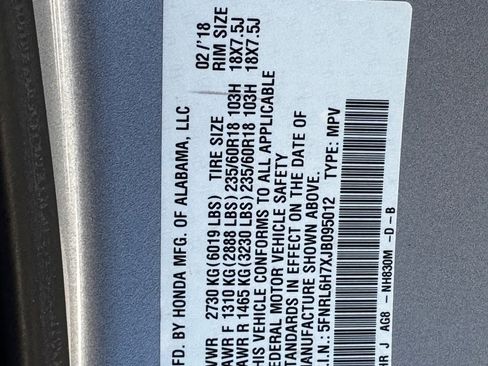 MFD. BY HONDA MFG. OF ALABAMA, LLC 02/'18
GVWR 2730 KG(6019 LBS) TIRE SIZE RIM SIZE
GAWR F 1310 KG(2888 LBS) 235/60R18 103H 18X7.5J
GAWR R 1465 KG(3230 LBS) 235/60R18 103H 18X7.5J
THIS VEHICLE CONFORMS TO ALL APPLICABLE
FEDERAL MOTOR VEHICLE SAFETY
STANDARDS IN EFFECT ON THE DATE OF
MANUFACTURE SHOWN ABOVE.
V.I.N.: 5FNRL6H7XJB095012 TYPE: MPV
HR J AG8 -NH830M -D-B